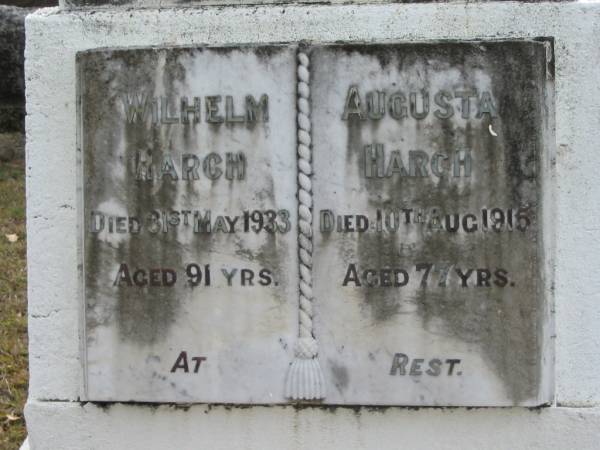 WILHELM
HARCH
DIED 31ST MAY 1933
AGED 91 YRS.
AT
AUGUSTA
HARCH
DIED 10TH AUG 1915
AGED 77 YRS.
REST.